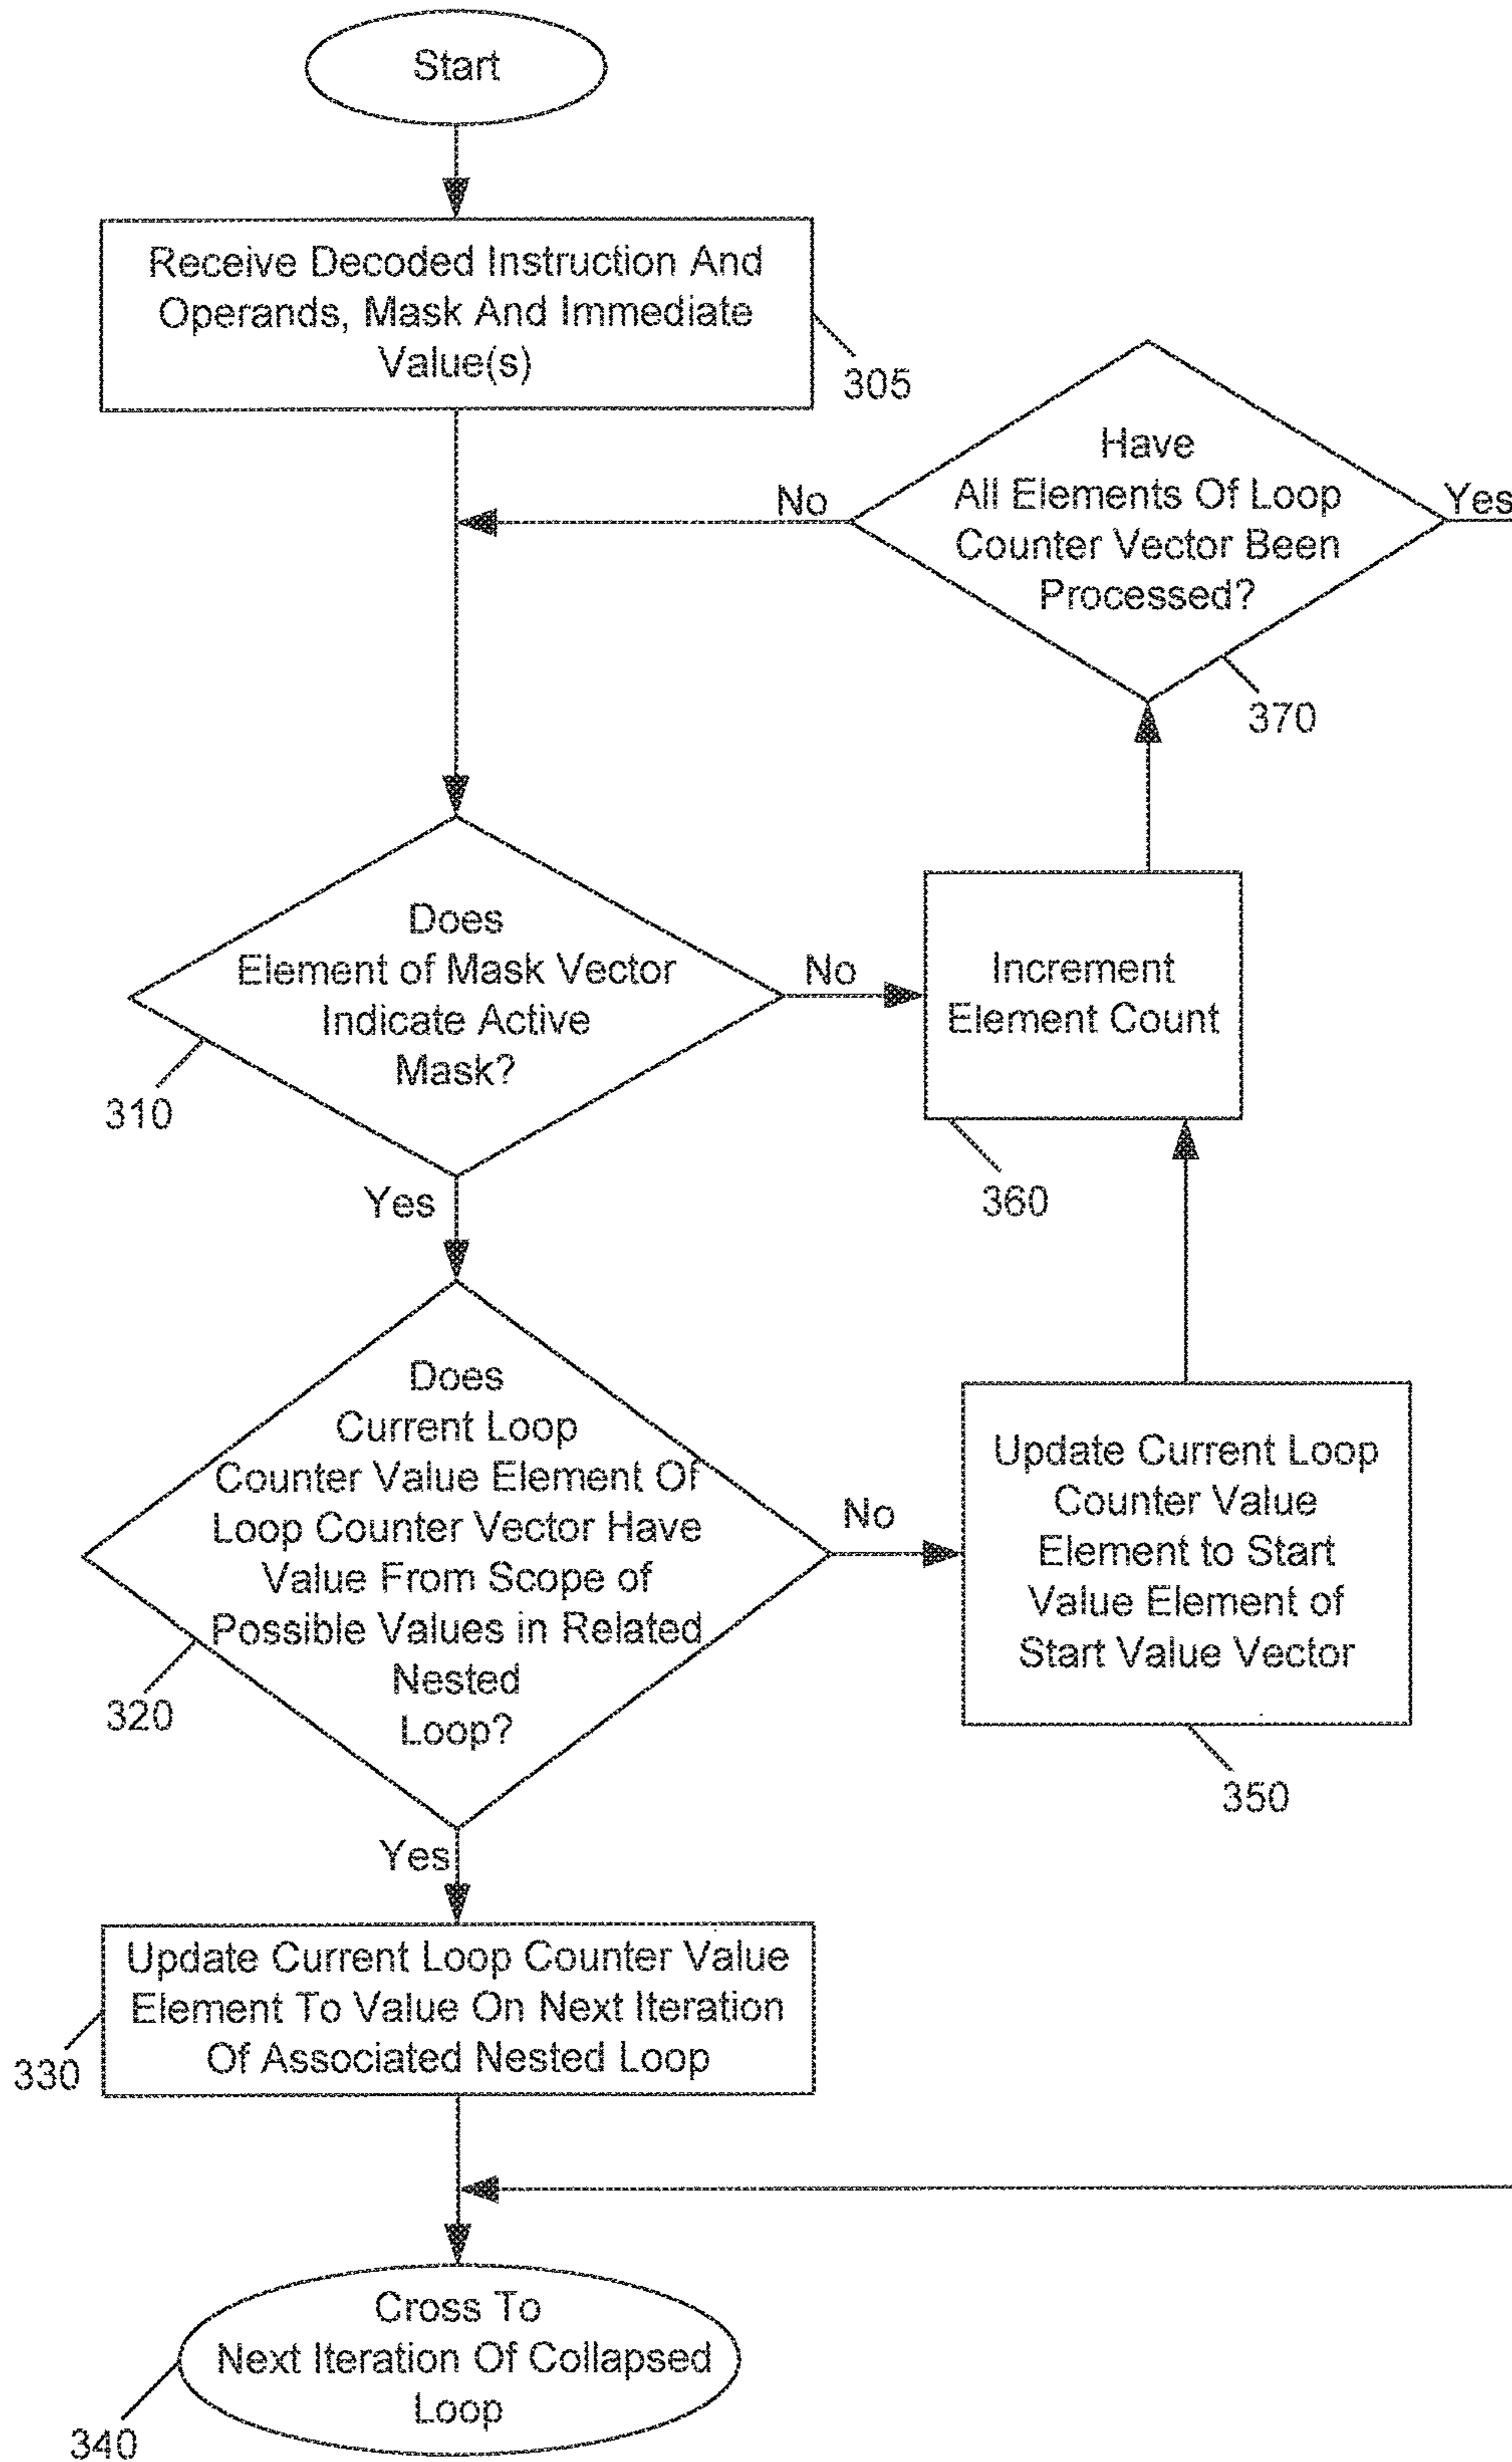 Start
Receive Decoded Instruction And
Operands, Mask And Immediate
Value(s)
305
Have
All Elements Of Loop
Counter Vector Been
Processed?
No
Yes
370
Does
Element of Mask Vector
Indicate Active
Mask?
No
310
Yes
Increment
Element Count
360
Does
Current Loop
Counter Value Element Of
Loop Counter Vector Have
Value From Scope of
Possible Values in Related
Nested
Loop?
No
320
Yes
Update Current Loop
Counter Value
Element to Start
Value Element of
Start Value Vector
350
Update Current Loop Counter Value
Element To Value On Next Iteration
Of Associated Nested Loop
330
Cross To
Next Iteration Of Collapsed
Loop
340